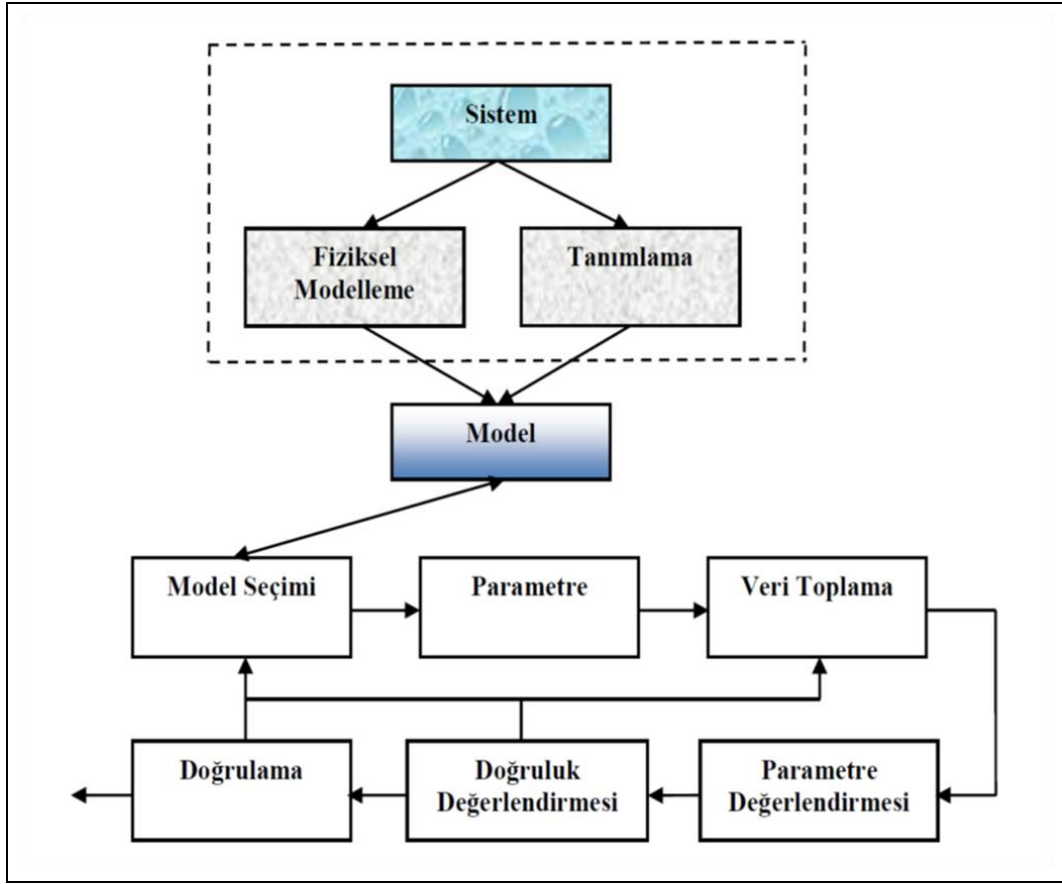 Sistem
Fiziksel
Modelleme
Tanımlama
Model
Model Seçimi
Parametre
Veri Toplama
Doğrulama
Doğruluk
Değerlendirmesi
Parametre
Değerlendirmesi